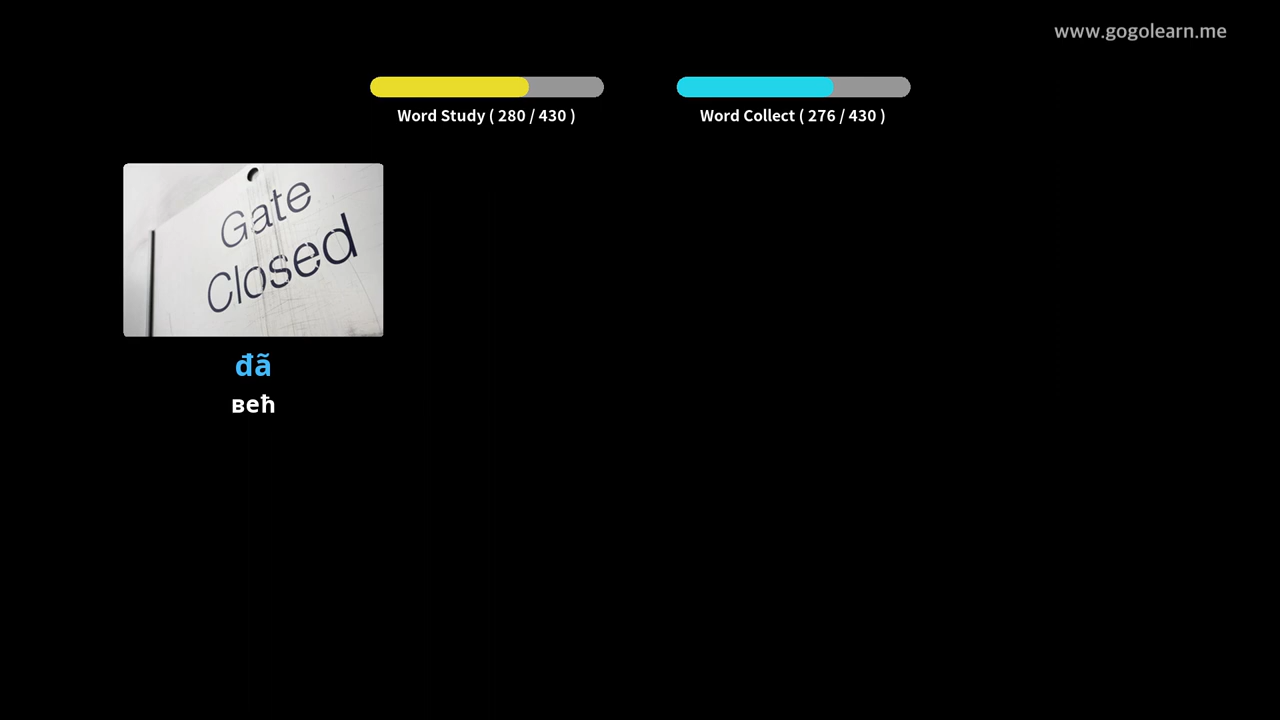 www.gogolearn.me
Word Study ( 280 / 430 )
Word Collect ( 276 / 430 )
Gate
Closed
đã
већ